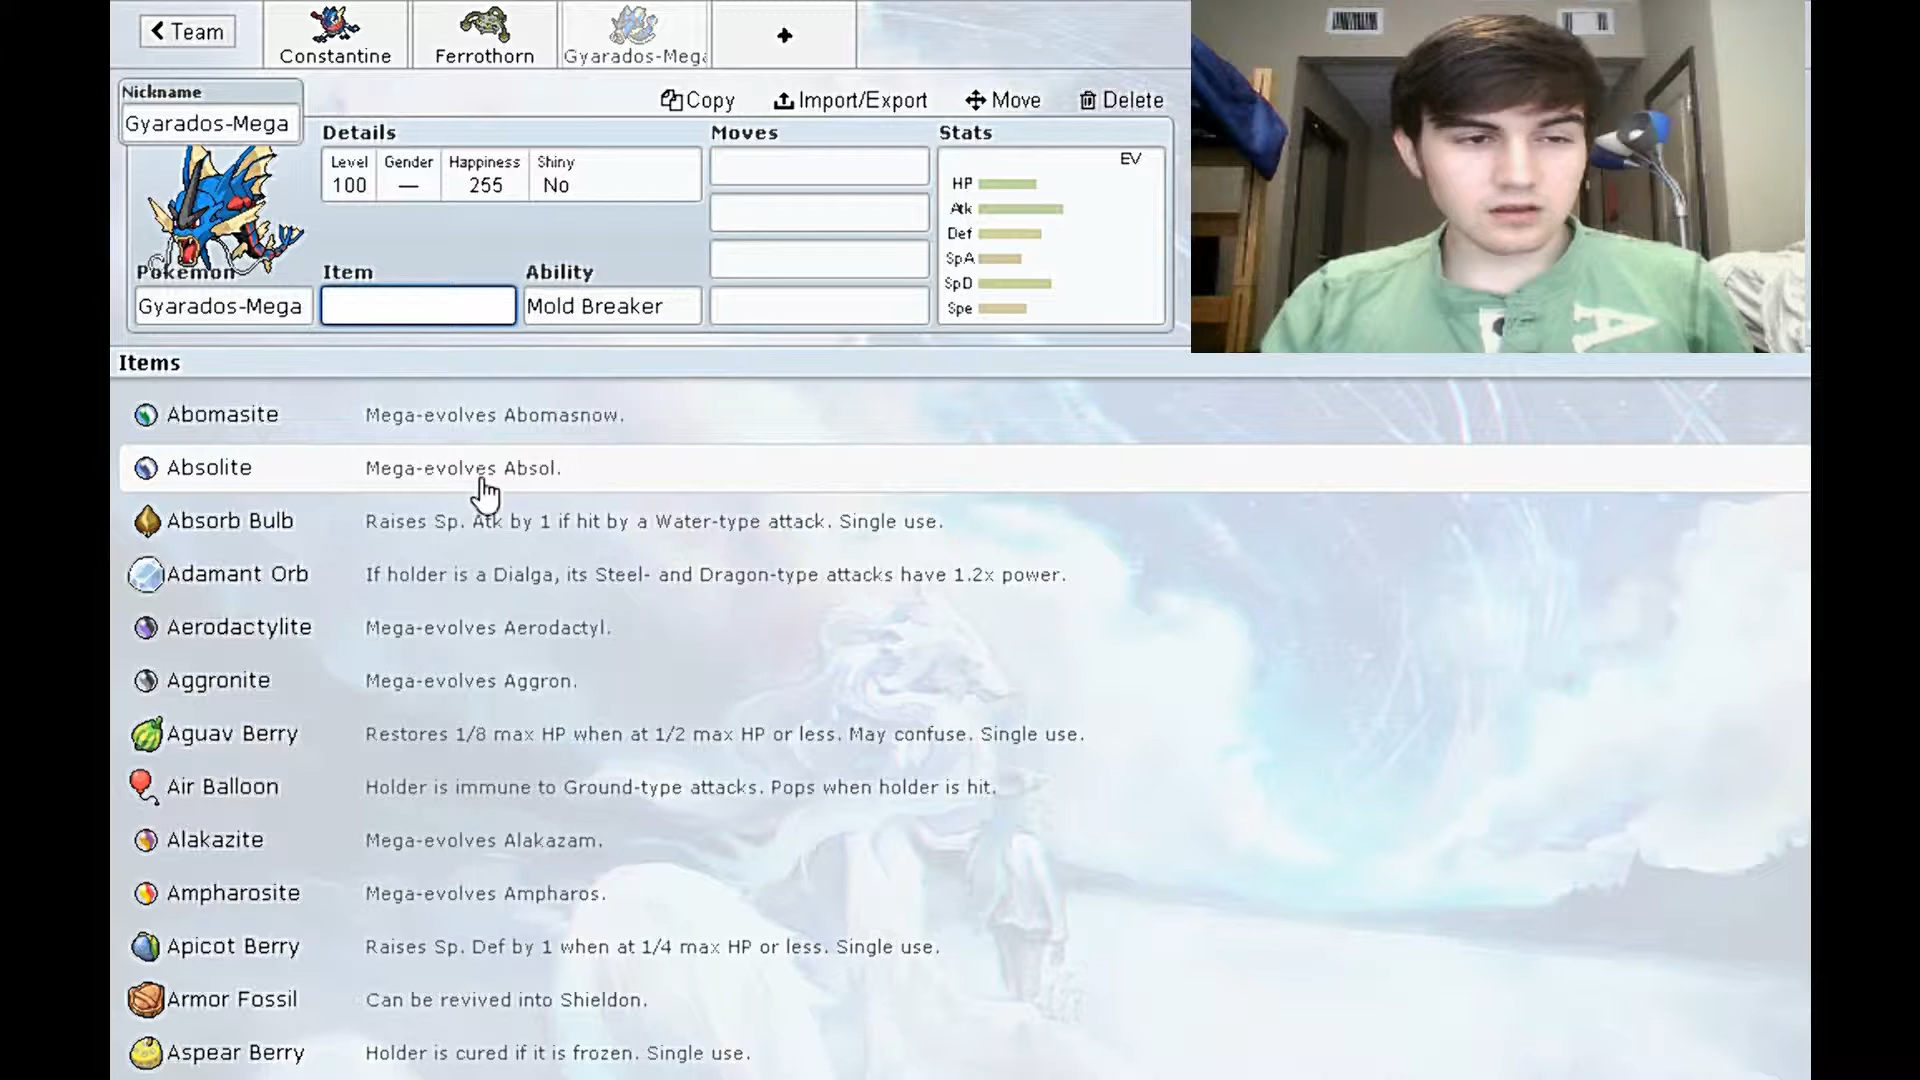 Team
Constantine
Ferrothorn
Gyarados-Mega
Nickname
Gyarados-Mega
Copy
Import/Export
Move
Delete
Details
Moves
Stats
Level
Gender
Happiness
Shiny
100
—
255
No
EV
HP
Atk
Def
SpA
SpD
Spe
Pokemon
Item
Ability
Gyarados-Mega
Mold Breaker
Items
Abomasite Mega-evolves Abomasnow.
Absolite Mega-evolves Absol.
Absorb Bulb Raises Sp. Atk by 1 if hit by a Water-type attack. Single use.
Adamant Orb If holder is a Dialga, its Steel- and Dragon-type attacks have 1.2x power.
Aerodactylite Mega-evolves Aerodactyl.
Aggronite Mega-evolves Aggron.
Aguav Berry Restores 1/8 max HP when at 1/2 max HP or less. May confuse. Single use.
Air Balloon Holder is immune to Ground-type attacks. Pops when holder is hit.
Alakazite Mega-evolves Alakazam.
Ampharosite Mega-evolves Ampharos.
Apicot Berry Raises Sp. Def by 1 when at 1/4 max HP or less. Single use.
Armor Fossil Can be revived into Shieldon.
Aspear Berry Holder is cured if it is frozen. Single use.
A